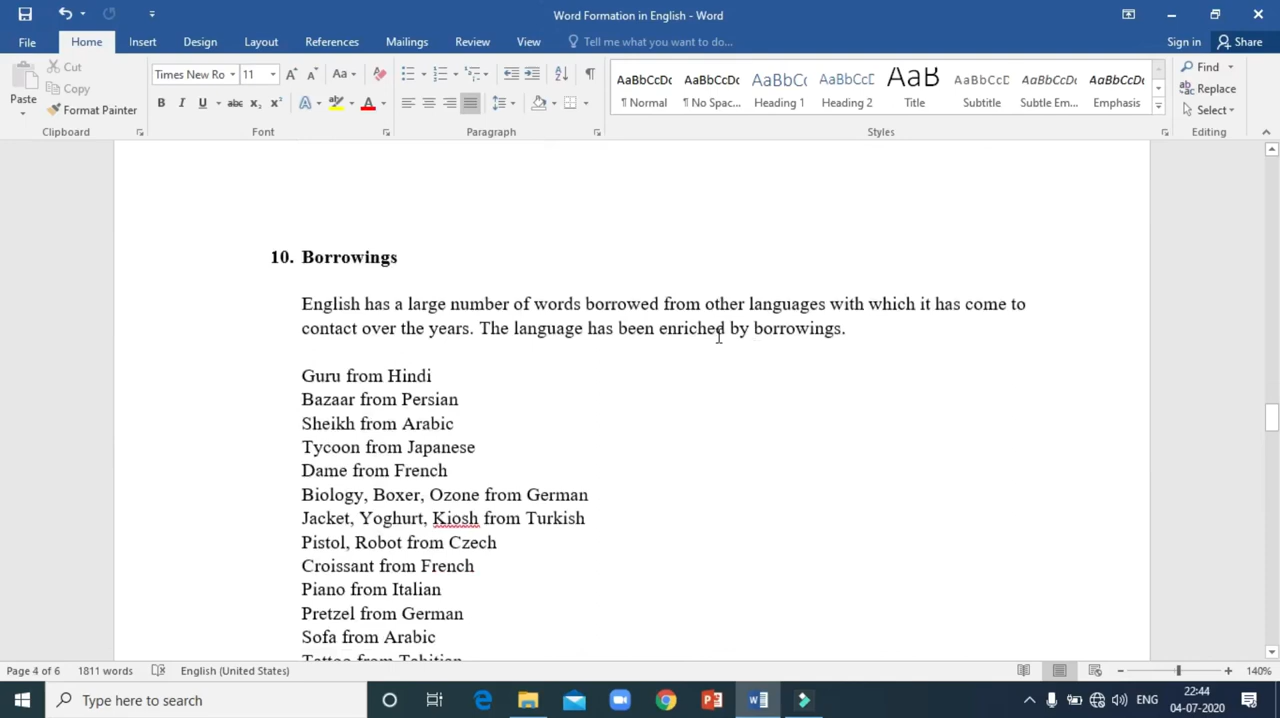 Word Formation in English - Word
File Home Insert Design Layout References Mailings Review View Tell me what you want to do... Sign in Share
Cut
Copy
Format Painter
Paste
Times New Ro 11
AaBbCcDc AaBbCcDc AaBbCc AaBbCcE AaB AaBbCcD AaBbCcDc AaBbCcDc
¶ Normal ¶ No Spac... Heading 1 Heading 2 Title Subtitle Subtle Em... Emphasis
Find
Replace
Select
Clipboard Font Paragraph Styles Editing
10. Borrowings
English has a large number of words borrowed from other languages with which it has come to
contact over the years. The language has been enriched by borrowings.
Guru from Hindi
Bazaar from Persian
Sheikh from Arabic
Tycoon from Japanese
Dame from French
Biology, Boxer, Ozone from German
Jacket, Yoghurt, Kiosh from Turkish
Pistol, Robot from Czech
Croissant from French
Piano from Italian
Pretzel from German
Sofa from Arabic
Tattoo from Tahitian
Page 4 of 6 1811 words English (United States) 140%
Type here to search
ENG
22:44
04-07-2020